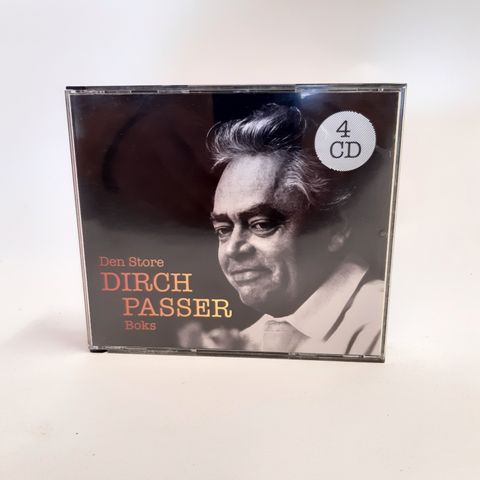 4
CD
Den Store
DIRCH
PASSER
Boks